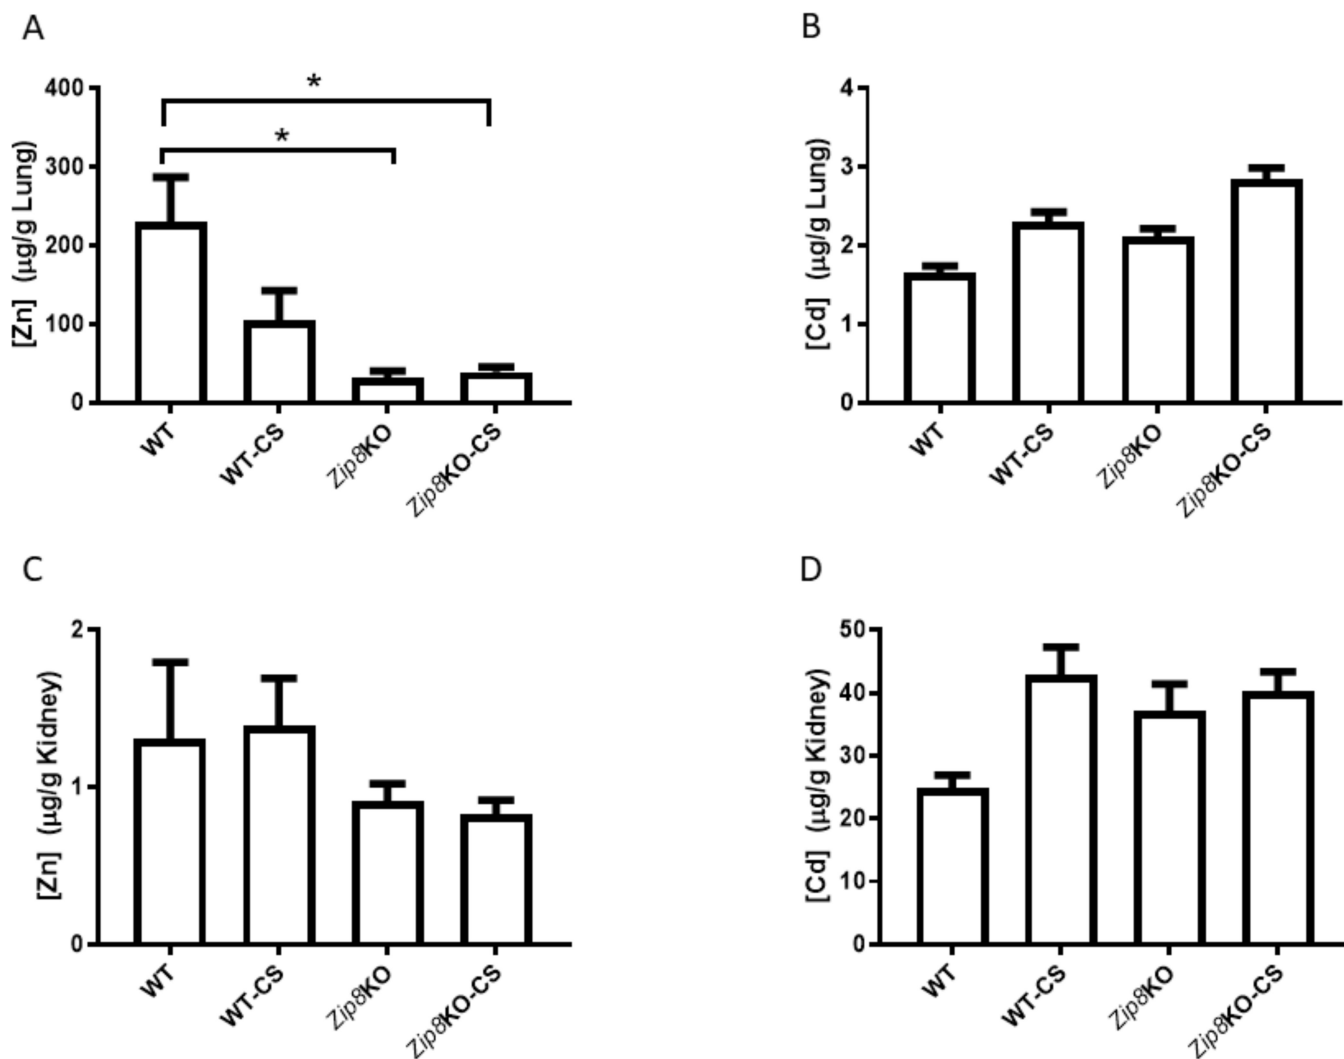 A
[Zn] (µg/g Lung)
400
300
200
100
0
*
*
WT
WT-CS
Zip8KO
Zip8KO-CS
B
[Cd] (µg/g Lung)
4
3
2
1
0
WT
WT-CS
Zip8KO
Zip8KO-CS
C
[Zn] (µg/g Kidney)
2
1
0
WT
WT-CS
Zip8KO
Zip8KO-CS
D
[Cd] (µg/g Kidney)
50
40
30
20
10
0
WT
WT-CS
Zip8KO
Zip8KO-CS